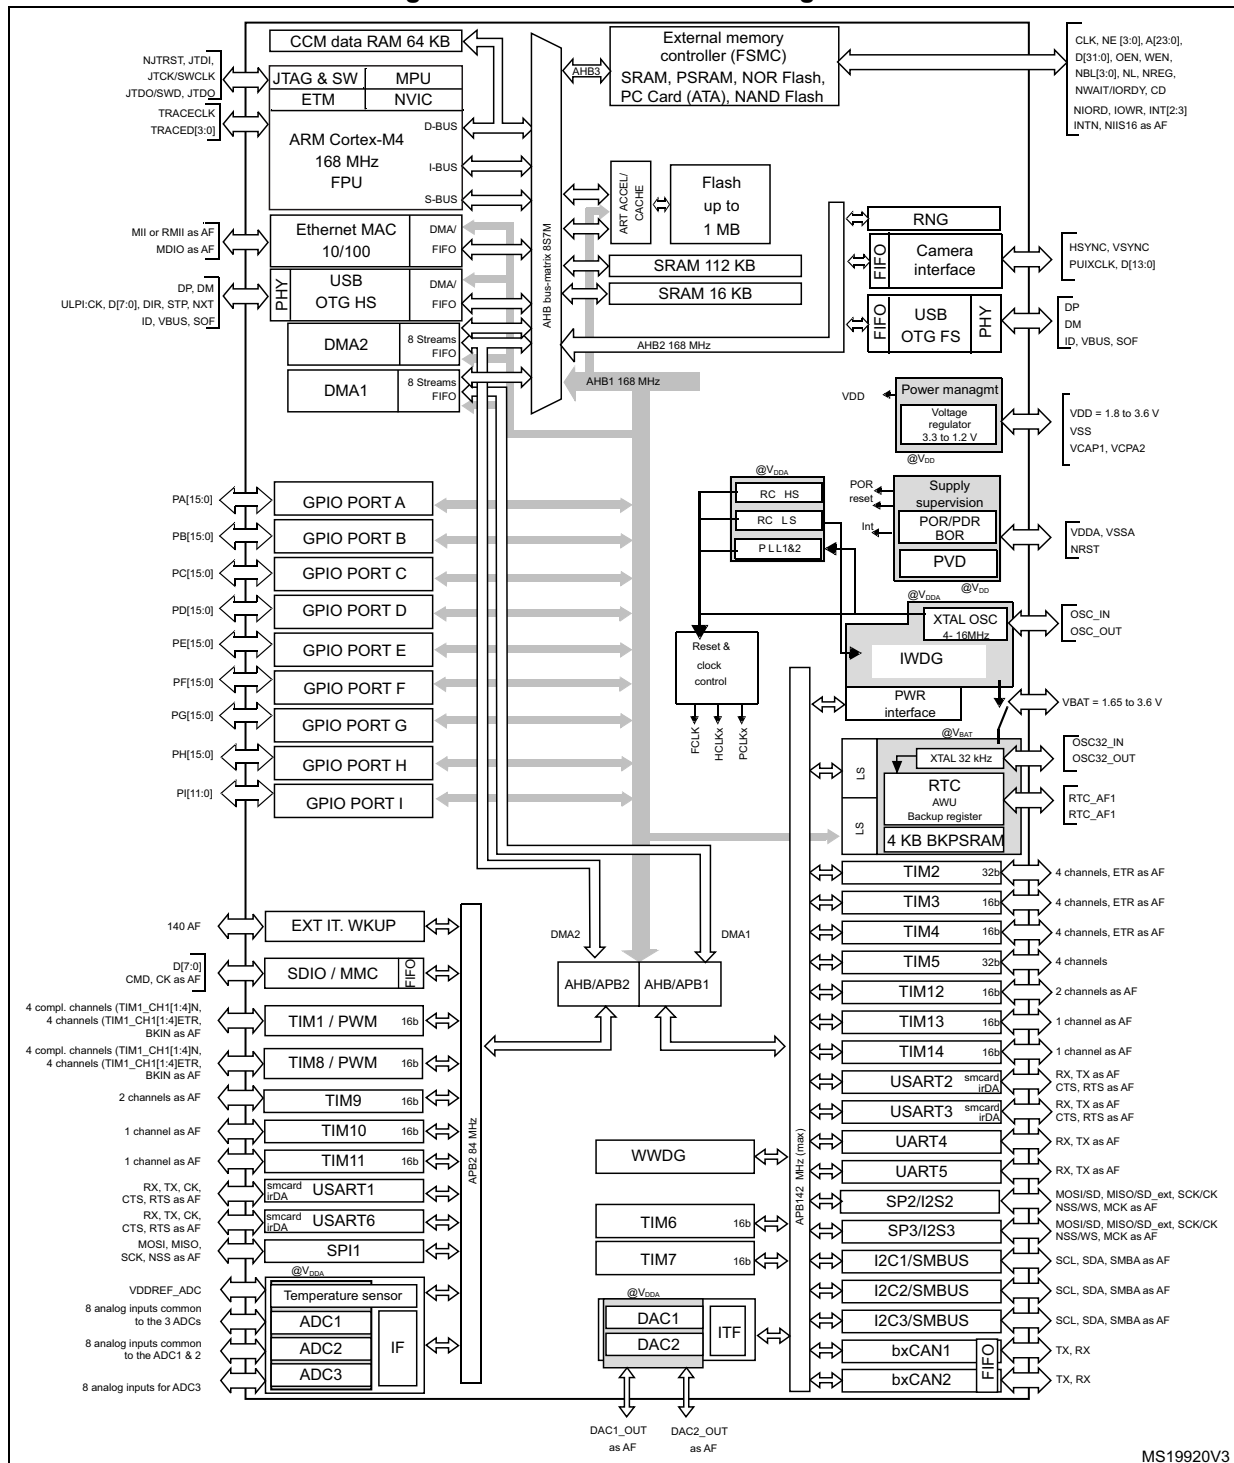 CCM data RAM 64 KB
External memory
controller (FSMC)
SRAM, PSRAM, NOR Flash,
PC Card (ATA), NAND Flash
AHB3
CLK, NE [3:0], A[23:0],
D[31:0], OEN, WEN,
NBL[3:0], NL, NREG,
NWAIT/IORDY, CD
NIORD, IOWR, INT[2:3]
INTN, NIIS16 as AF
NJTRST, JTDI,
JTCK/SWCLK
JTDO/SWD, JTDO
TRACECLK
TRACED[3:0]
JTAG & SW
MPU
ETM
NVIC
ARM Cortex-M4
168 MHz
FPU
D-BUS
I-BUS
S-BUS
AHB bus-matrix 8S7M
ART ACCEL/
CACHE
Flash
up to
1 MB
SRAM 112 KB
SRAM 16 KB
AHB2 168 MHz
AHB1 168 MHz
RNG
FIFO
Camera
interface
HSYNC, VSYNC
PUIXCLK, D[13:0]
FIFO
USB
OTG FS
PHY
DP
DM
ID, VBUS, SOF
MII or RMII as AF
MDIO as AF
Ethernet MAC
10/100
DMA/
FIFO
DP, DM
ULPI:CK, D[7:0], DIR, STP, NXT
ID, VBUS, SOF
PHY
USB
OTG HS
DMA/
FIFO
DMA2
8 Streams
FIFO
DMA1
8 Streams
FIFO
VDD
Power managmt
Voltage
regulator
3.3 to 1.2 V
@VDD
VDD = 1.8 to 3.6 V
VSS
VCAP1, VCPA2
@VDDA
RC HS
RC LS
PLL1&2
POR
reset
Int
Supply
supervision
POR/PDR
BOR
PVD
@VDD
VDDA, VSSA
NRST
@VDDA
XTAL OSC
4- 16MHz
IWDG
OSC_IN
OSC_OUT
PWR
interface
VBAT = 1.65 to 3.6 V
Reset &
clock
control
FCLK
HCLKx
PCLKx
@VBAT
LS
LS
XTAL 32 kHz
RTC
AWU
Backup register
4 KB BKPSRAM
OSC32_IN
OSC32_OUT
RTC_AF1
RTC_AF1
PA[15:0]
GPIO PORT A
PB[15:0]
GPIO PORT B
PC[15:0]
GPIO PORT C
PD[15:0]
GPIO PORT D
PE[15:0]
GPIO PORT E
PF[15:0]
GPIO PORT F
PG[15:0]
GPIO PORT G
PH[15:0]
GPIO PORT H
PI[11:0]
GPIO PORT I
DMA2
DMA1
AHB/APB2
AHB/APB1
140 AF
EXT IT. WKUP
D[7:0]
CMD, CK as AF
SDIO / MMC
FIFO
4 compl. channels (TIM1_CH1[1:4]N,
4 channels (TIM1_CH1[1:4]ETR,
BKIN as AF
TIM1 / PWM
16b
4 compl. channels (TIM1_CH1[1:4]N,
4 channels (TIM1_CH1[1:4]ETR,
BKIN as AF
TIM8 / PWM
16b
2 channels as AF
TIM9
16b
1 channel as AF
TIM10
16b
1 channel as AF
TIM11
16b
RX, TX, CK,
CTS, RTS as AF
smcard
irDA
USART1
RX, TX, CK,
CTS, RTS as AF
smcard
irDA
USART6
MOSI, MISO,
SCK, NSS as AF
SPI1
@VDDA
VDDREF_ADC
Temperature sensor
8 analog inputs common
to the 3 ADCs
ADC1
8 analog inputs common
to the ADC1 & 2
ADC2
8 analog inputs for ADC3
ADC3
IF
APB2 84 MHz
WWDG
TIM6
16b
TIM7
16b
@VDDA
DAC1
DAC2
ITF
DAC1_OUT
as AF
DAC2_OUT
as AF
APB142 MHz (max)
TIM2
32b
4 channels, ETR as AF
TIM3
16b
4 channels, ETR as AF
TIM4
16b
4 channels, ETR as AF
TIM5
32b
4 channels
TIM12
16b
2 channels as AF
TIM13
16b
1 channel as AF
TIM14
16b
1 channel as AF
USART2
smcard
irDA
RX, TX as AF
CTS, RTS as AF
USART3
smcard
irDA
RX, TX as AF
CTS, RTS as AF
UART4
RX, TX as AF
UART5
RX, TX as AF
SP2/I2S2
MOSI/SD, MISO/SD_ext, SCK/CK
NSS/WS, MCK as AF
SP3/I2S3
MOSI/SD, MISO/SD_ext, SCK/CK
NSS/WS, MCK as AF
I2C1/SMBUS
SCL, SDA, SMBA as AF
I2C2/SMBUS
SCL, SDA, SMBA as AF
I2C3/SMBUS
SCL, SDA, SMBA as AF
bxCAN1
TX, RX
bxCAN2
FIFO
TX, RX
MS19920V3